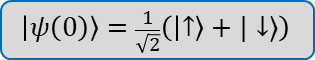 |ψ(0)⟩ = 1/√2 (|↑⟩ + | ↓⟩)